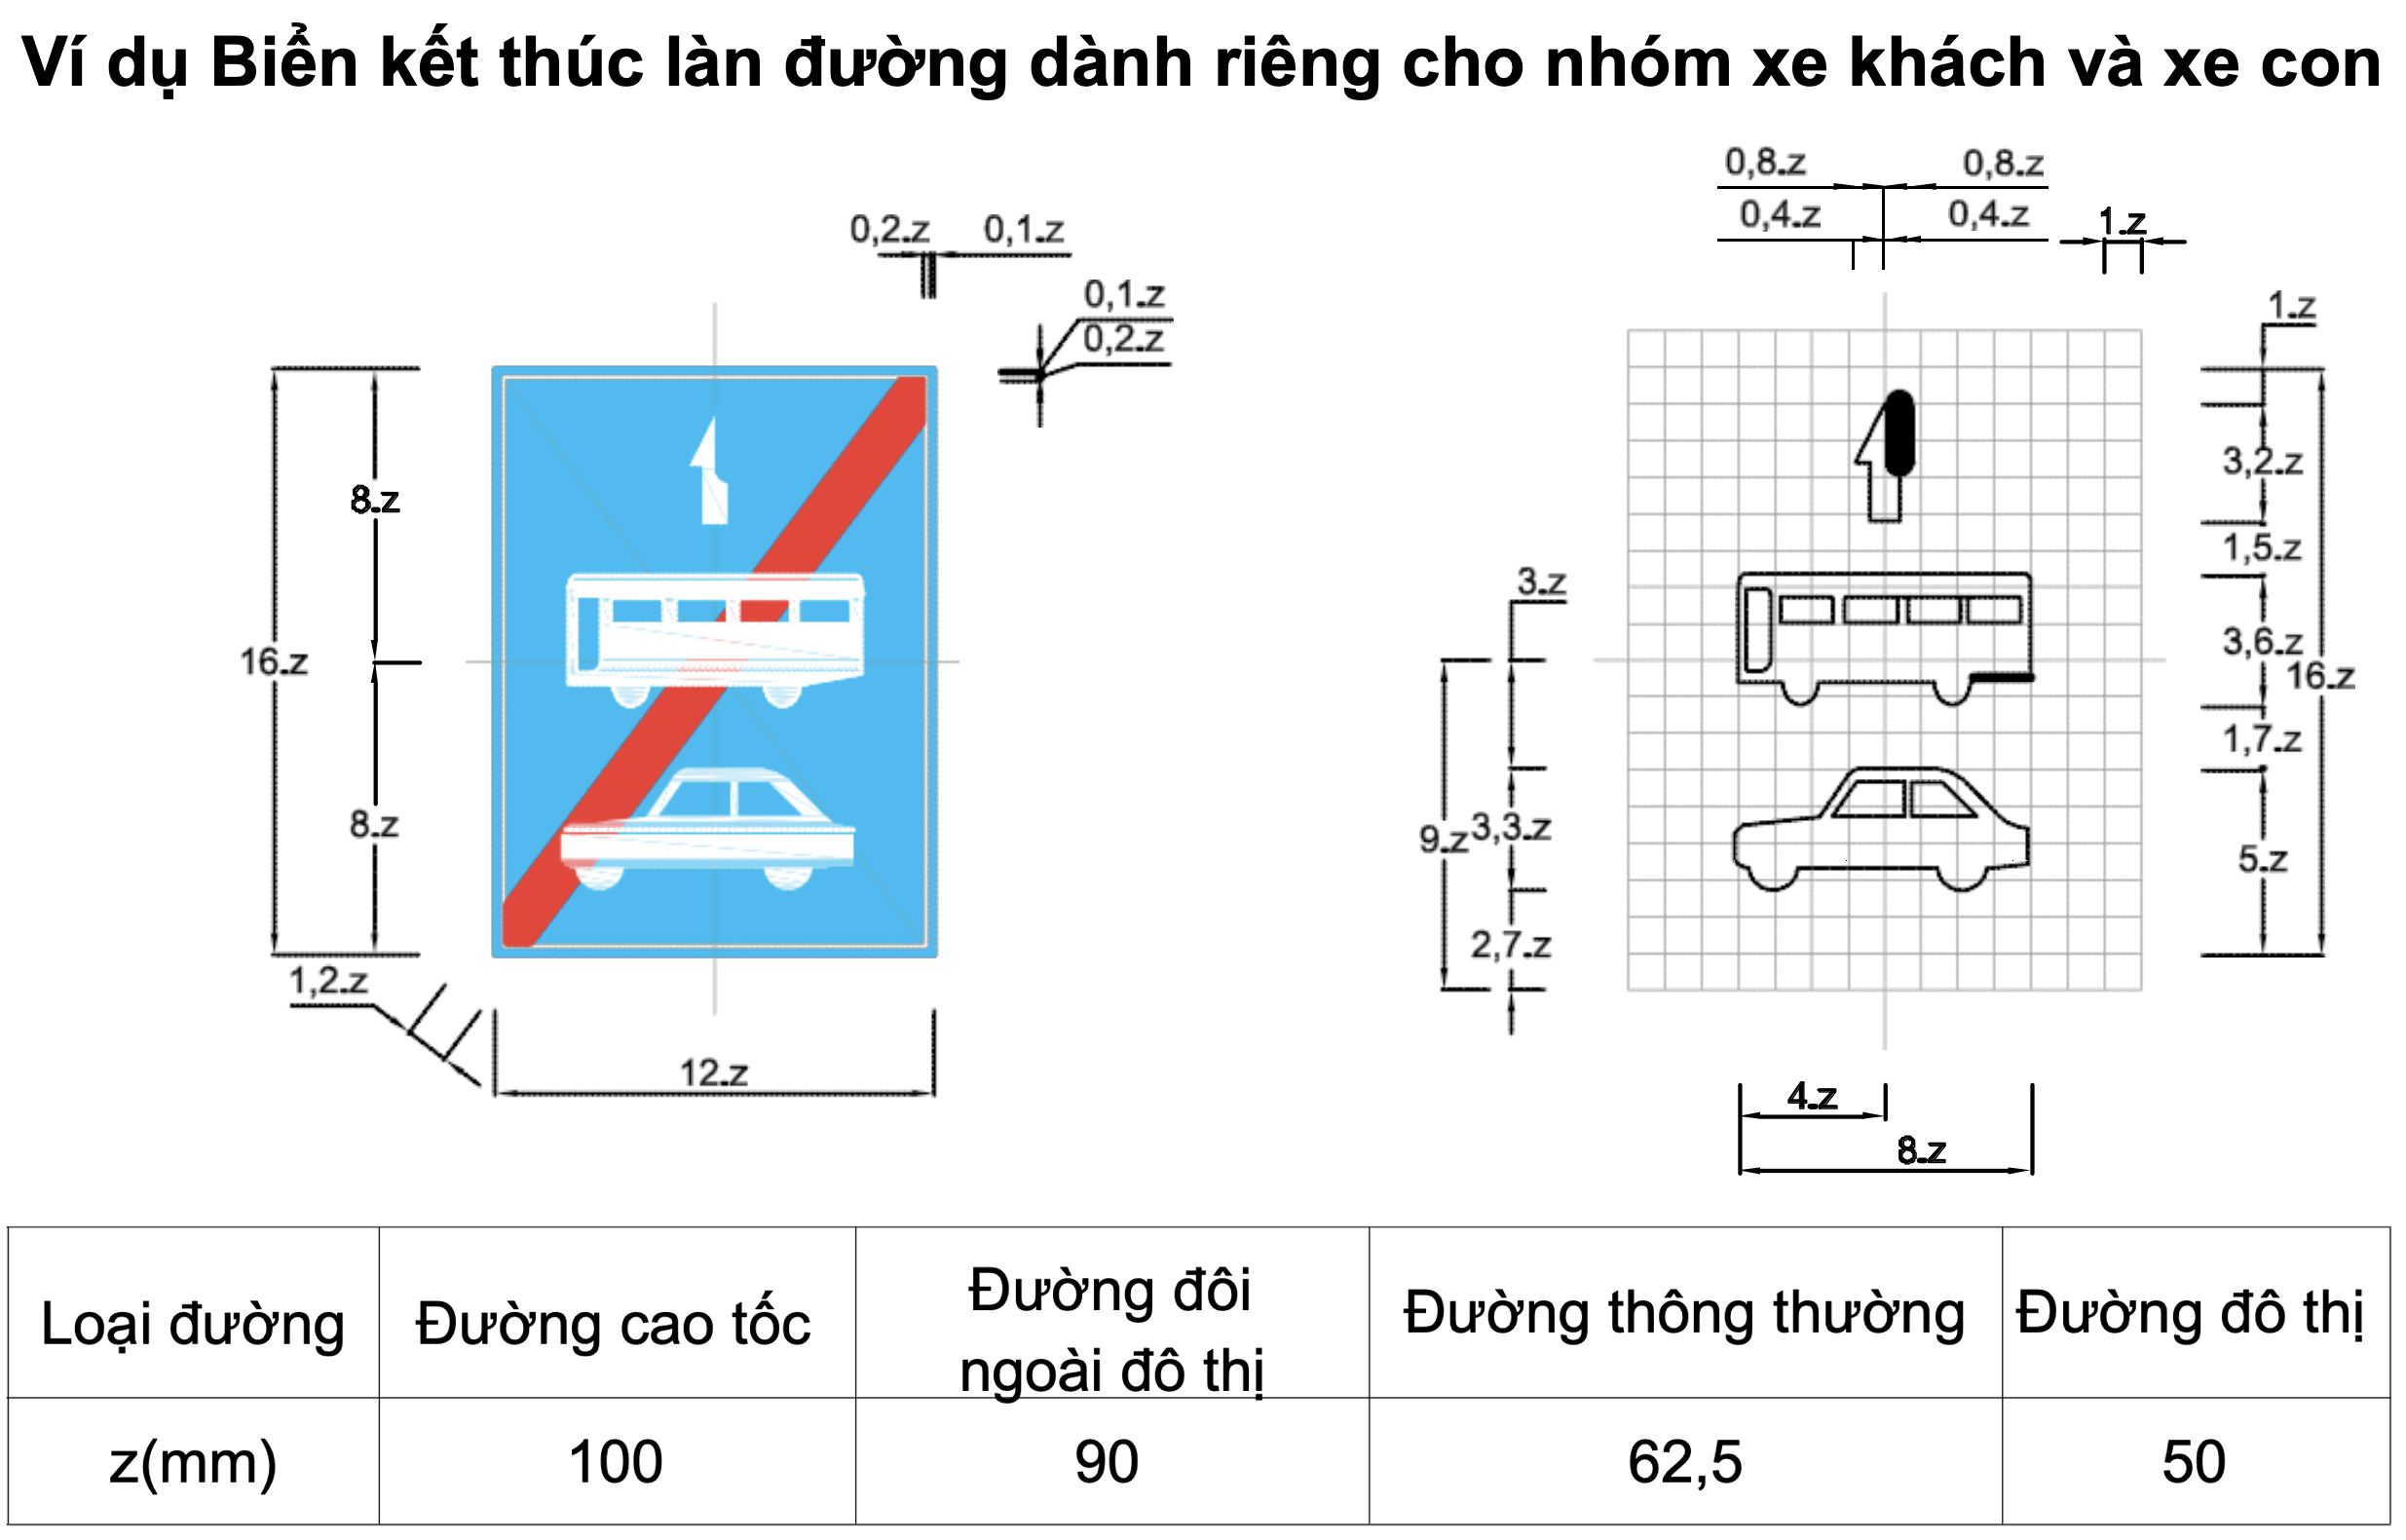 Ví dụ Biển kết thúc làn đường dành riêng cho nhóm xe khách và xe con
0,8.z 0,8.z
0,4.z 0,4.z
1.z
0,2.z 0,1.z
0,1.z
0,2.z
1.z
8.z
3,2.z
1,5.z
3.z
16.z
3,6.z
16.z
1,7.z
8.z
9.z 3,3.z
5.z
2,7.z
1,2.z
12.z
4.z
8.z
Loại đường Đường cao tốc Đường đôi Đường thông thường Đường đô thị
ngoài đô thị
z(mm) 100 90 62,5 50